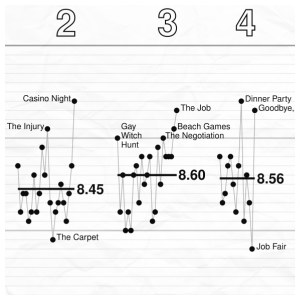 2 3 4
Casino Night
The Injury
8.45
The Carpet
Gay
Witch
Hunt
The Job
Beach Games
The Negotiation
8.60
Dinner Party
Goodbye,
8.56
Job Fair